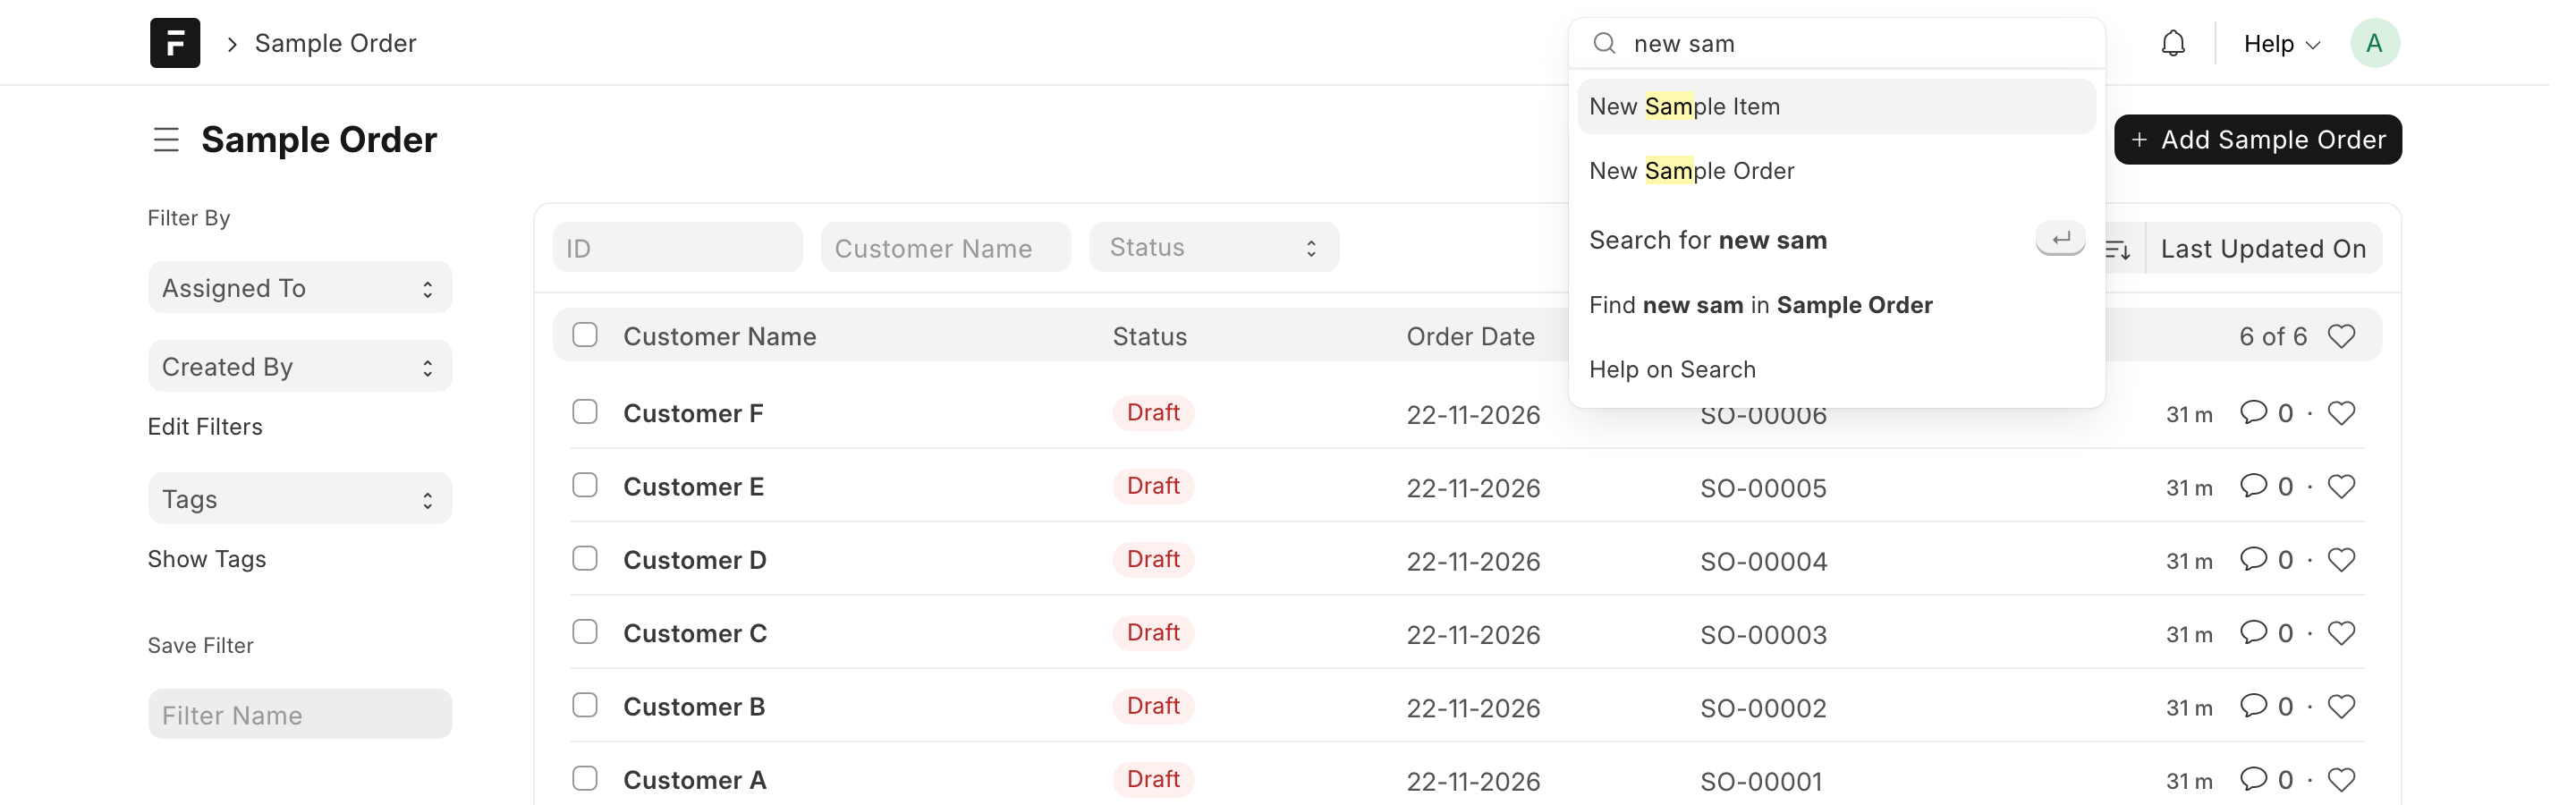 F
Sample Order
new sam
Help
A
Sample Order
New Sample Item
New Sample Order
Search for new sam
Find new sam in Sample Order
Help on Search
+ Add Sample Order
Filter By
Assigned To
Created By
Edit Filters
Tags
Show Tags
Save Filter
Filter Name
ID
Customer Name
Status
Last Updated On
Customer Name Status Order Date 6 of 6
Customer F Draft 22-11-2026 SO-00006 31 m 0 ·
Customer E Draft 22-11-2026 SO-00005 31 m 0 ·
Customer D Draft 22-11-2026 SO-00004 31 m 0 ·
Customer C Draft 22-11-2026 SO-00003 31 m 0 ·
Customer B Draft 22-11-2026 SO-00002 31 m 0 ·
Customer A Draft 22-11-2026 SO-00001 31 m 0 ·